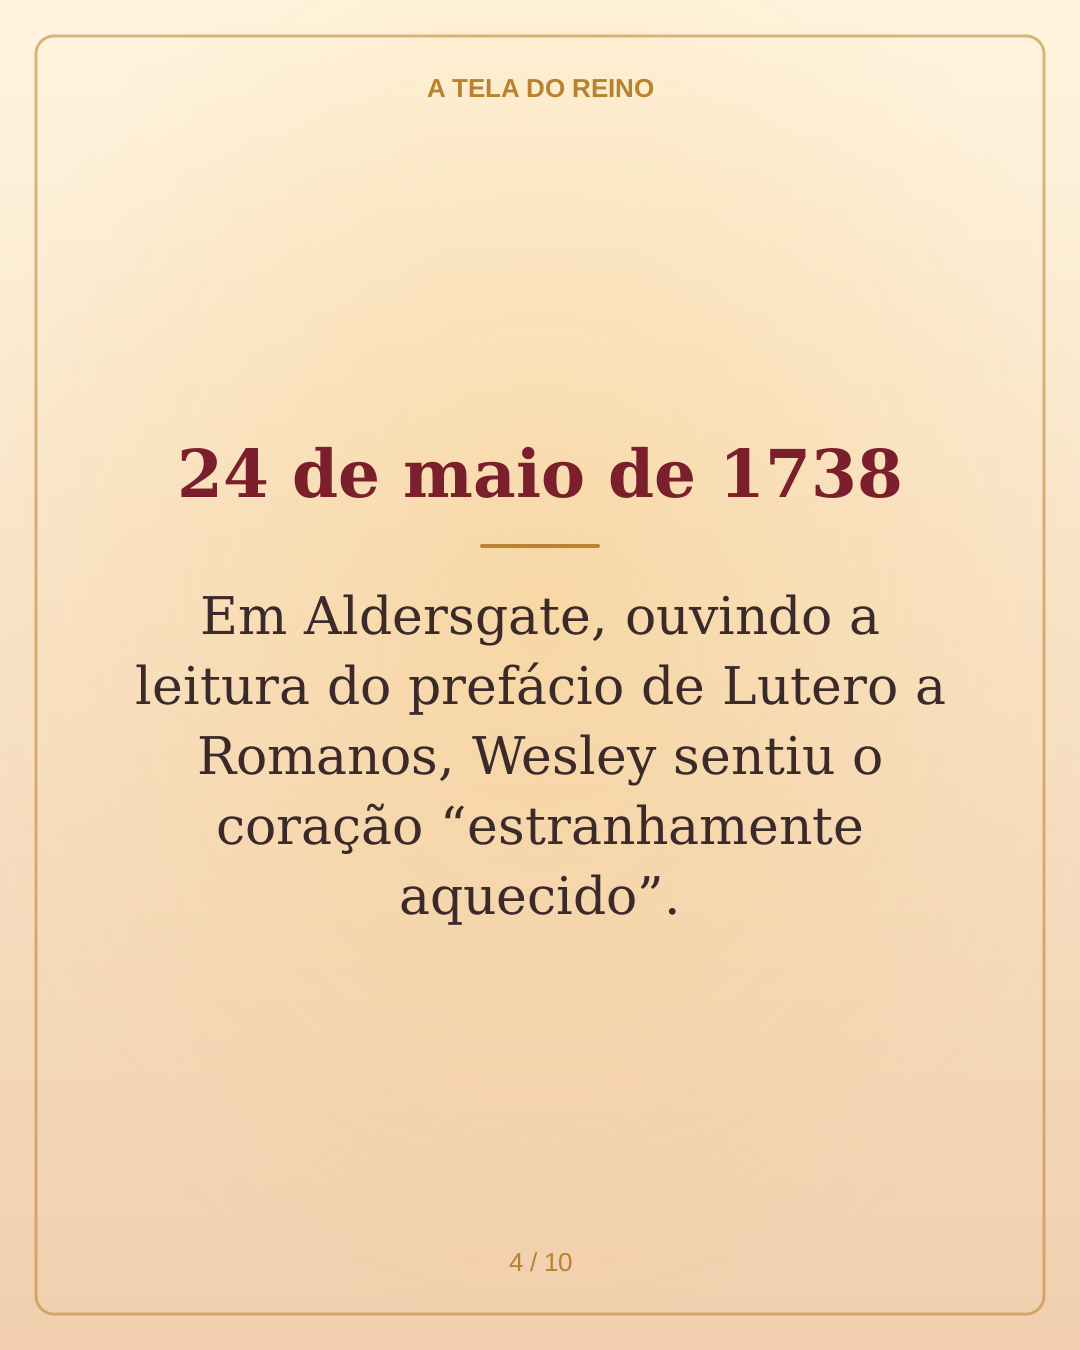 A TELA DO REINO
24 de maio de 1738
Em Aldersgate, ouvindo a
leitura do prefácio de Lutero a
Romanos, Wesley sentiu o
coração “estranhamente
aquecido”.
4 / 10